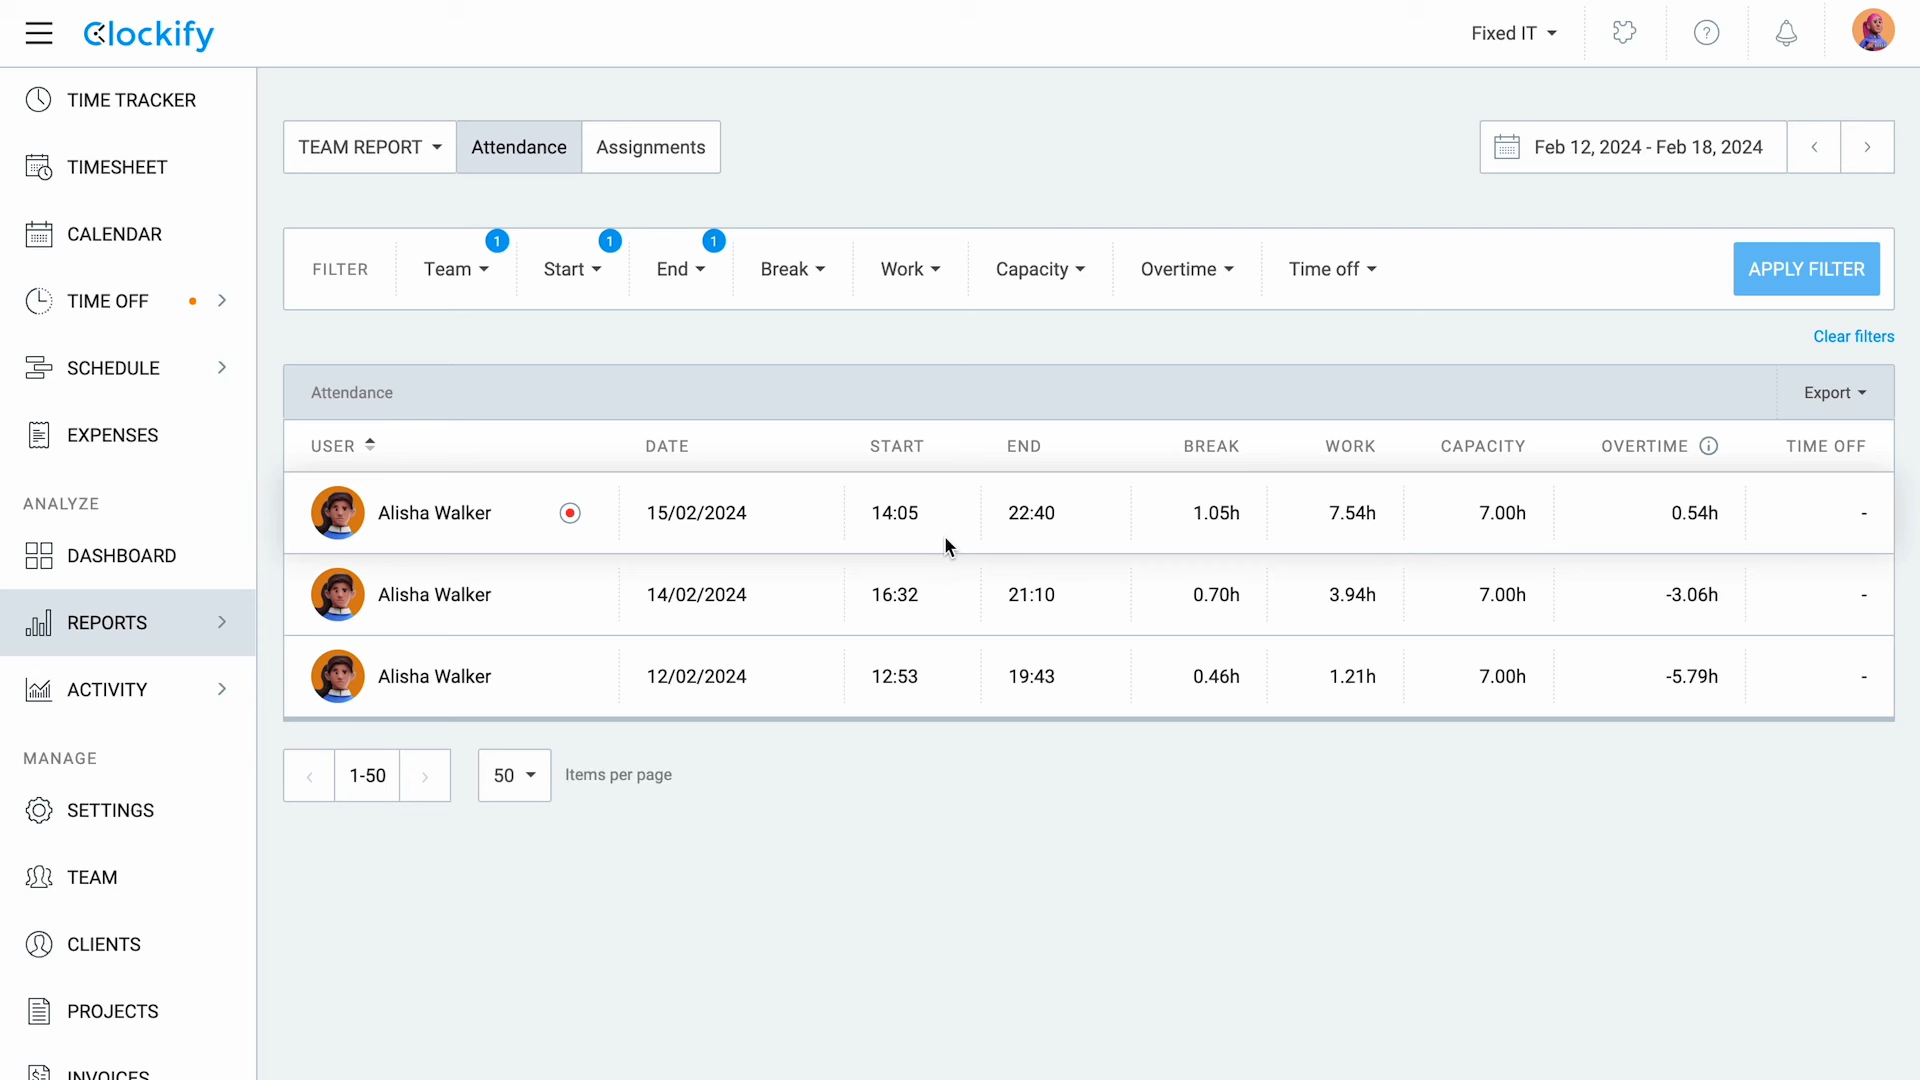 Clockify
Fixed IT
?
TIME TRACKER
TIMESHEET
CALENDAR
TIME OFF
SCHEDULE
EXPENSES
ANALYZE
DASHBOARD
REPORTS
ACTIVITY
MANAGE
SETTINGS
TEAM
CLIENTS
PROJECTS
INVOICES
TEAM REPORT Attendance Assignments
Feb 12, 2024 - Feb 18, 2024
1 1 1
FILTER Team Start End Break Work Capacity Overtime Time off APPLY FILTER
Clear filters
Attendance Export
USER DATE START END BREAK WORK CAPACITY OVERTIME TIME OFF
Alisha Walker 15/02/2024 14:05 22:40 1.05h 7.54h 7.00h 0.54h -
Alisha Walker 14/02/2024 16:32 21:10 0.70h 3.94h 7.00h -3.06h -
Alisha Walker 12/02/2024 12:53 19:43 0.46h 1.21h 7.00h -5.79h -
1-50 50 Items per page